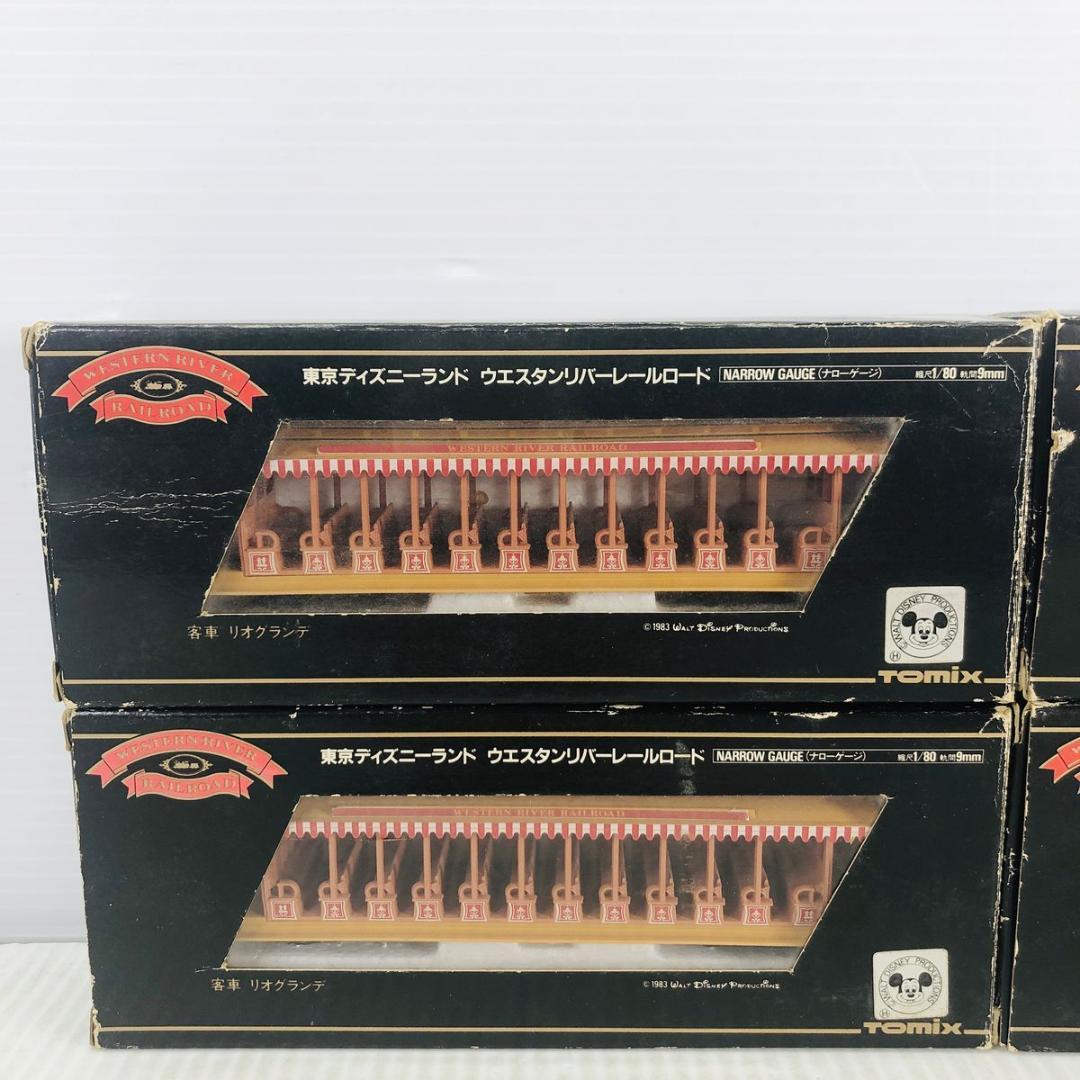 WESTERN RIVER
RAILROAD
東京ディズニーランド ウエスタンリバーレールロード NARROW GAUGE(ナローゲージ) 縮尺1/80 軌間9mm
WESTERN RIVER RAILROAD
客車 リオグランデ
©1983 WALT DISNEY PRODUCTIONS
© WALT DISNEY PRODUCTIONS
H
TOMIX
WESTERN RIVER
RAILROAD
東京ディズニーランド ウエスタンリバーレールロード NARROW GAUGE(ナローゲージ) 縮尺1/80 軌間9mm
WESTERN RIVER RAILROAD
客車 リオグランデ
©1983 WALT DISNEY PRODUCTIONS
© WALT DISNEY PRODUCTIONS
H
TOMIX